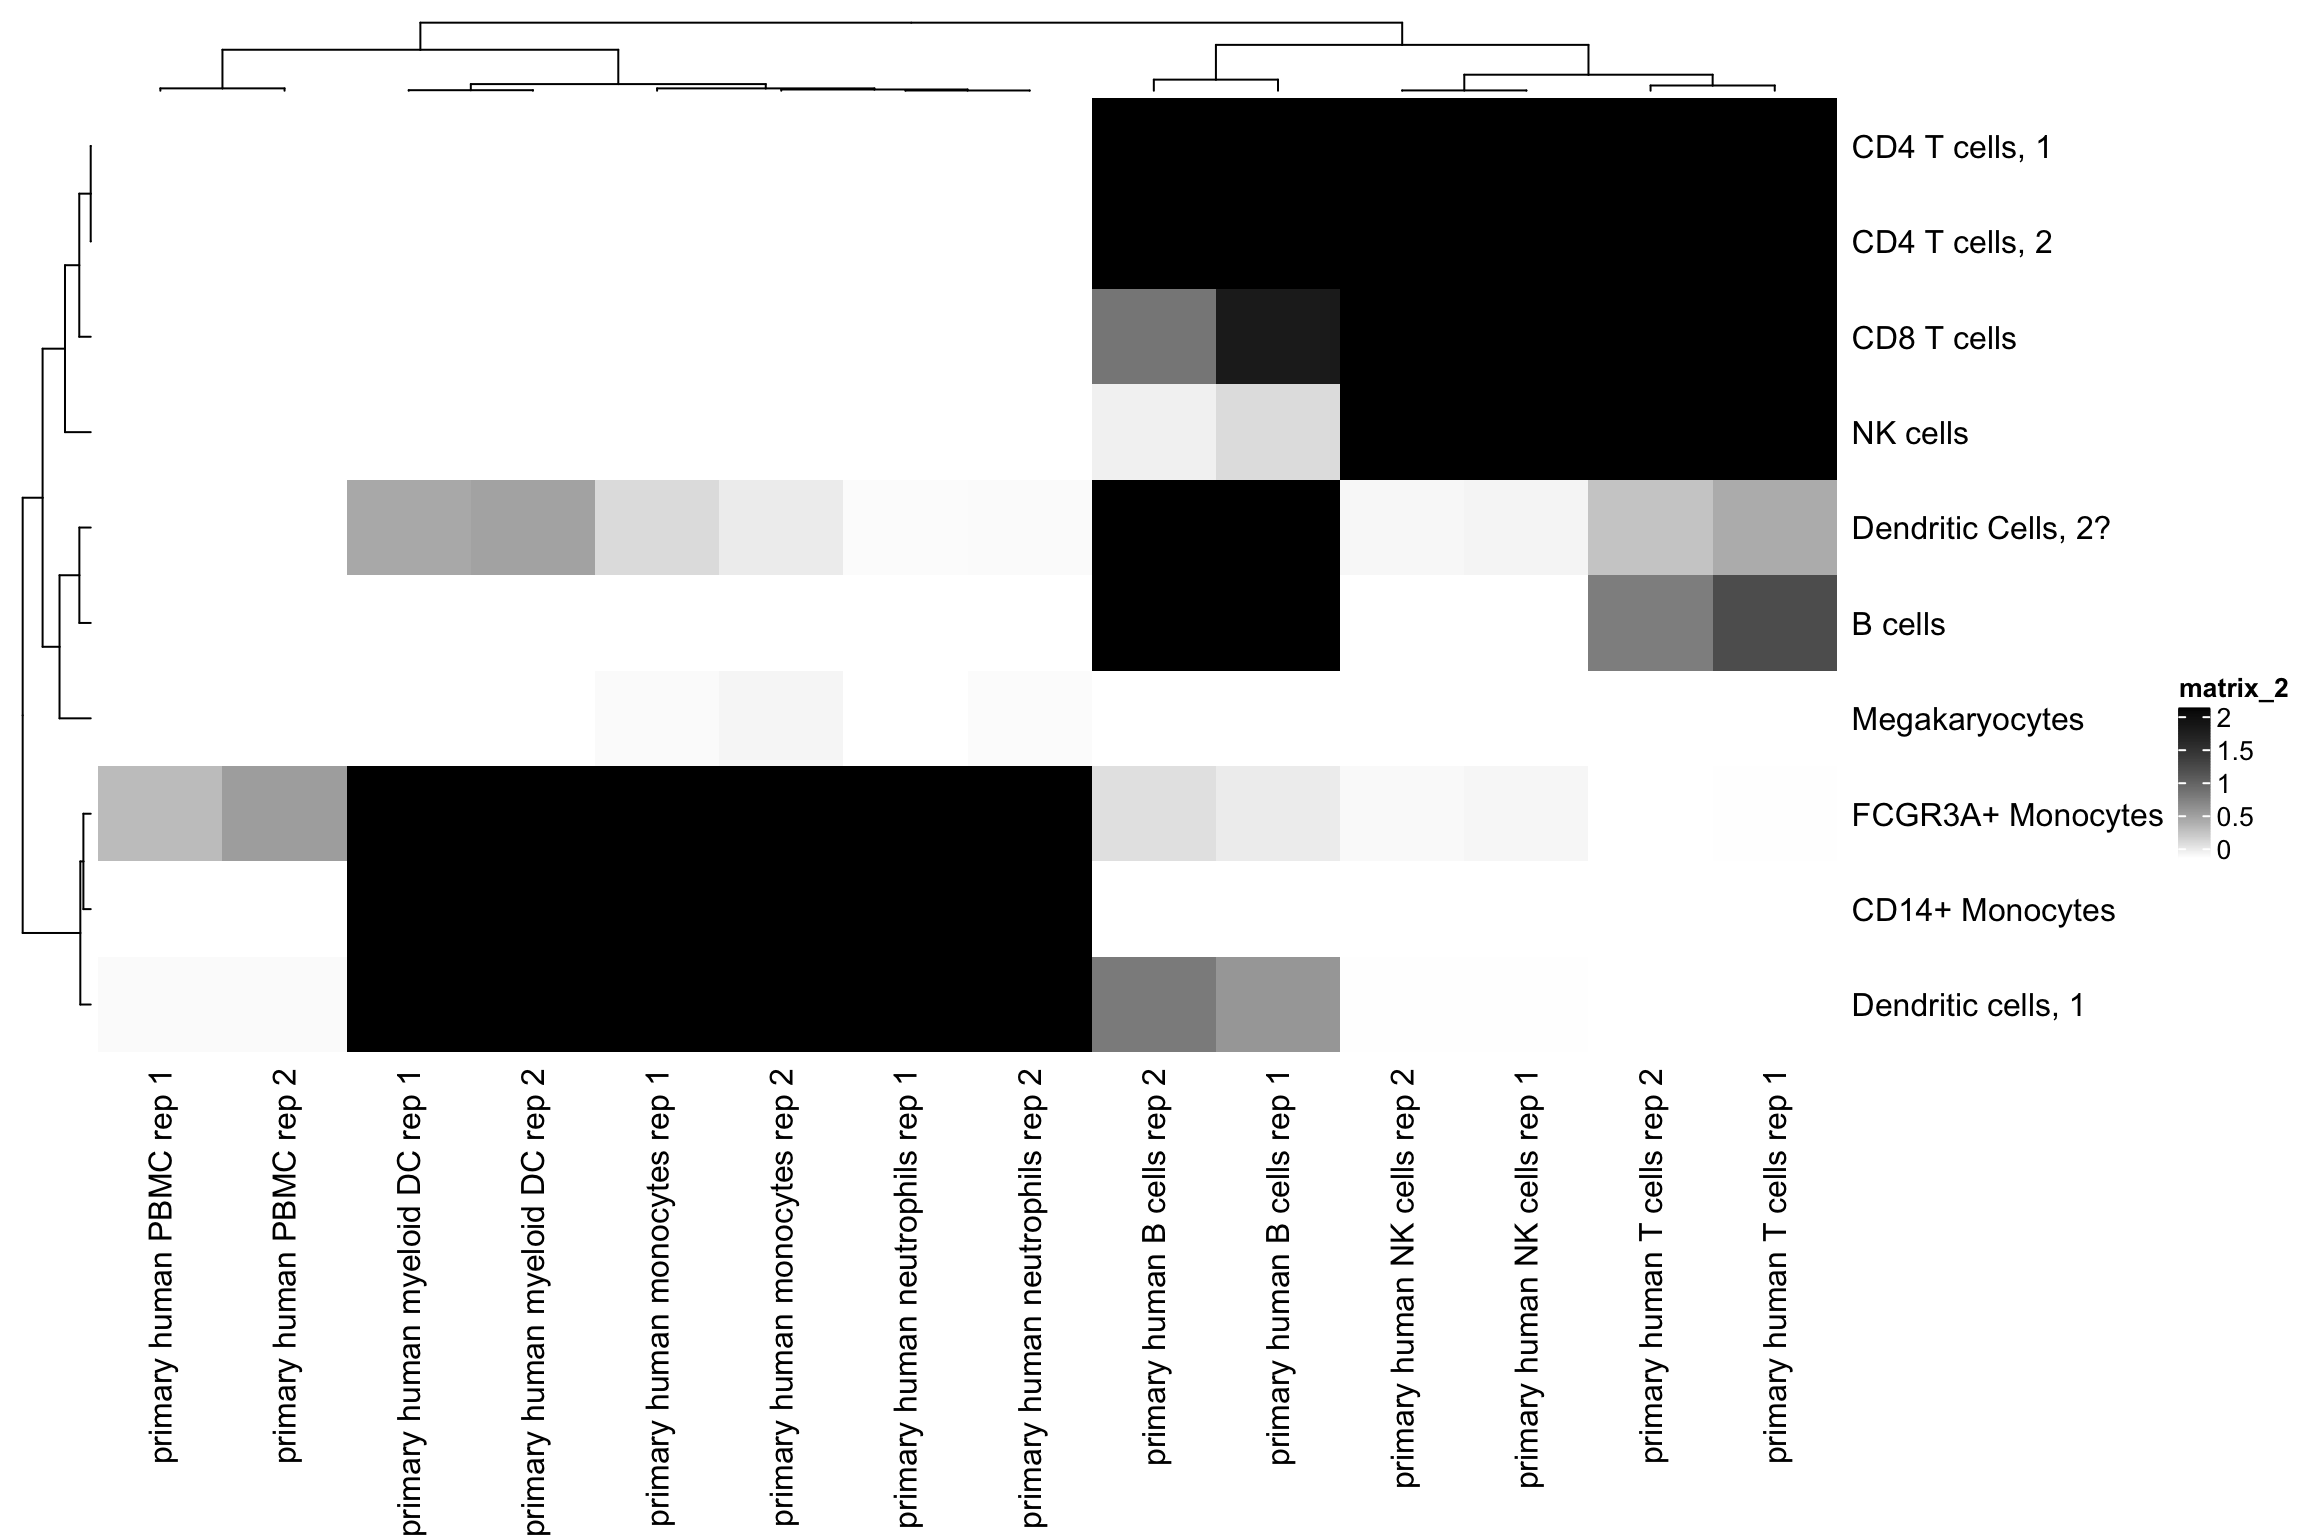 CD4 T cells, 1
CD4 T cells, 2
CD8 T cells
NK cells
Dendritic Cells, 2?
B cells
Megakaryocytes
FCGR3A+ Monocytes
CD14+ Monocytes
Dendritic cells, 1
matrix_2
2
1.5
1
0.5
0
primary human PBMC rep 1
primary human PBMC rep 2
primary human myeloid DC rep 1
primary human myeloid DC rep 2
primary human monocytes rep 1
primary human monocytes rep 2
primary human neutrophils rep 1
primary human neutrophils rep 2
primary human B cells rep 2
primary human B cells rep 1
primary human NK cells rep 2
primary human NK cells rep 1
primary human T cells rep 2
primary human T cells rep 1